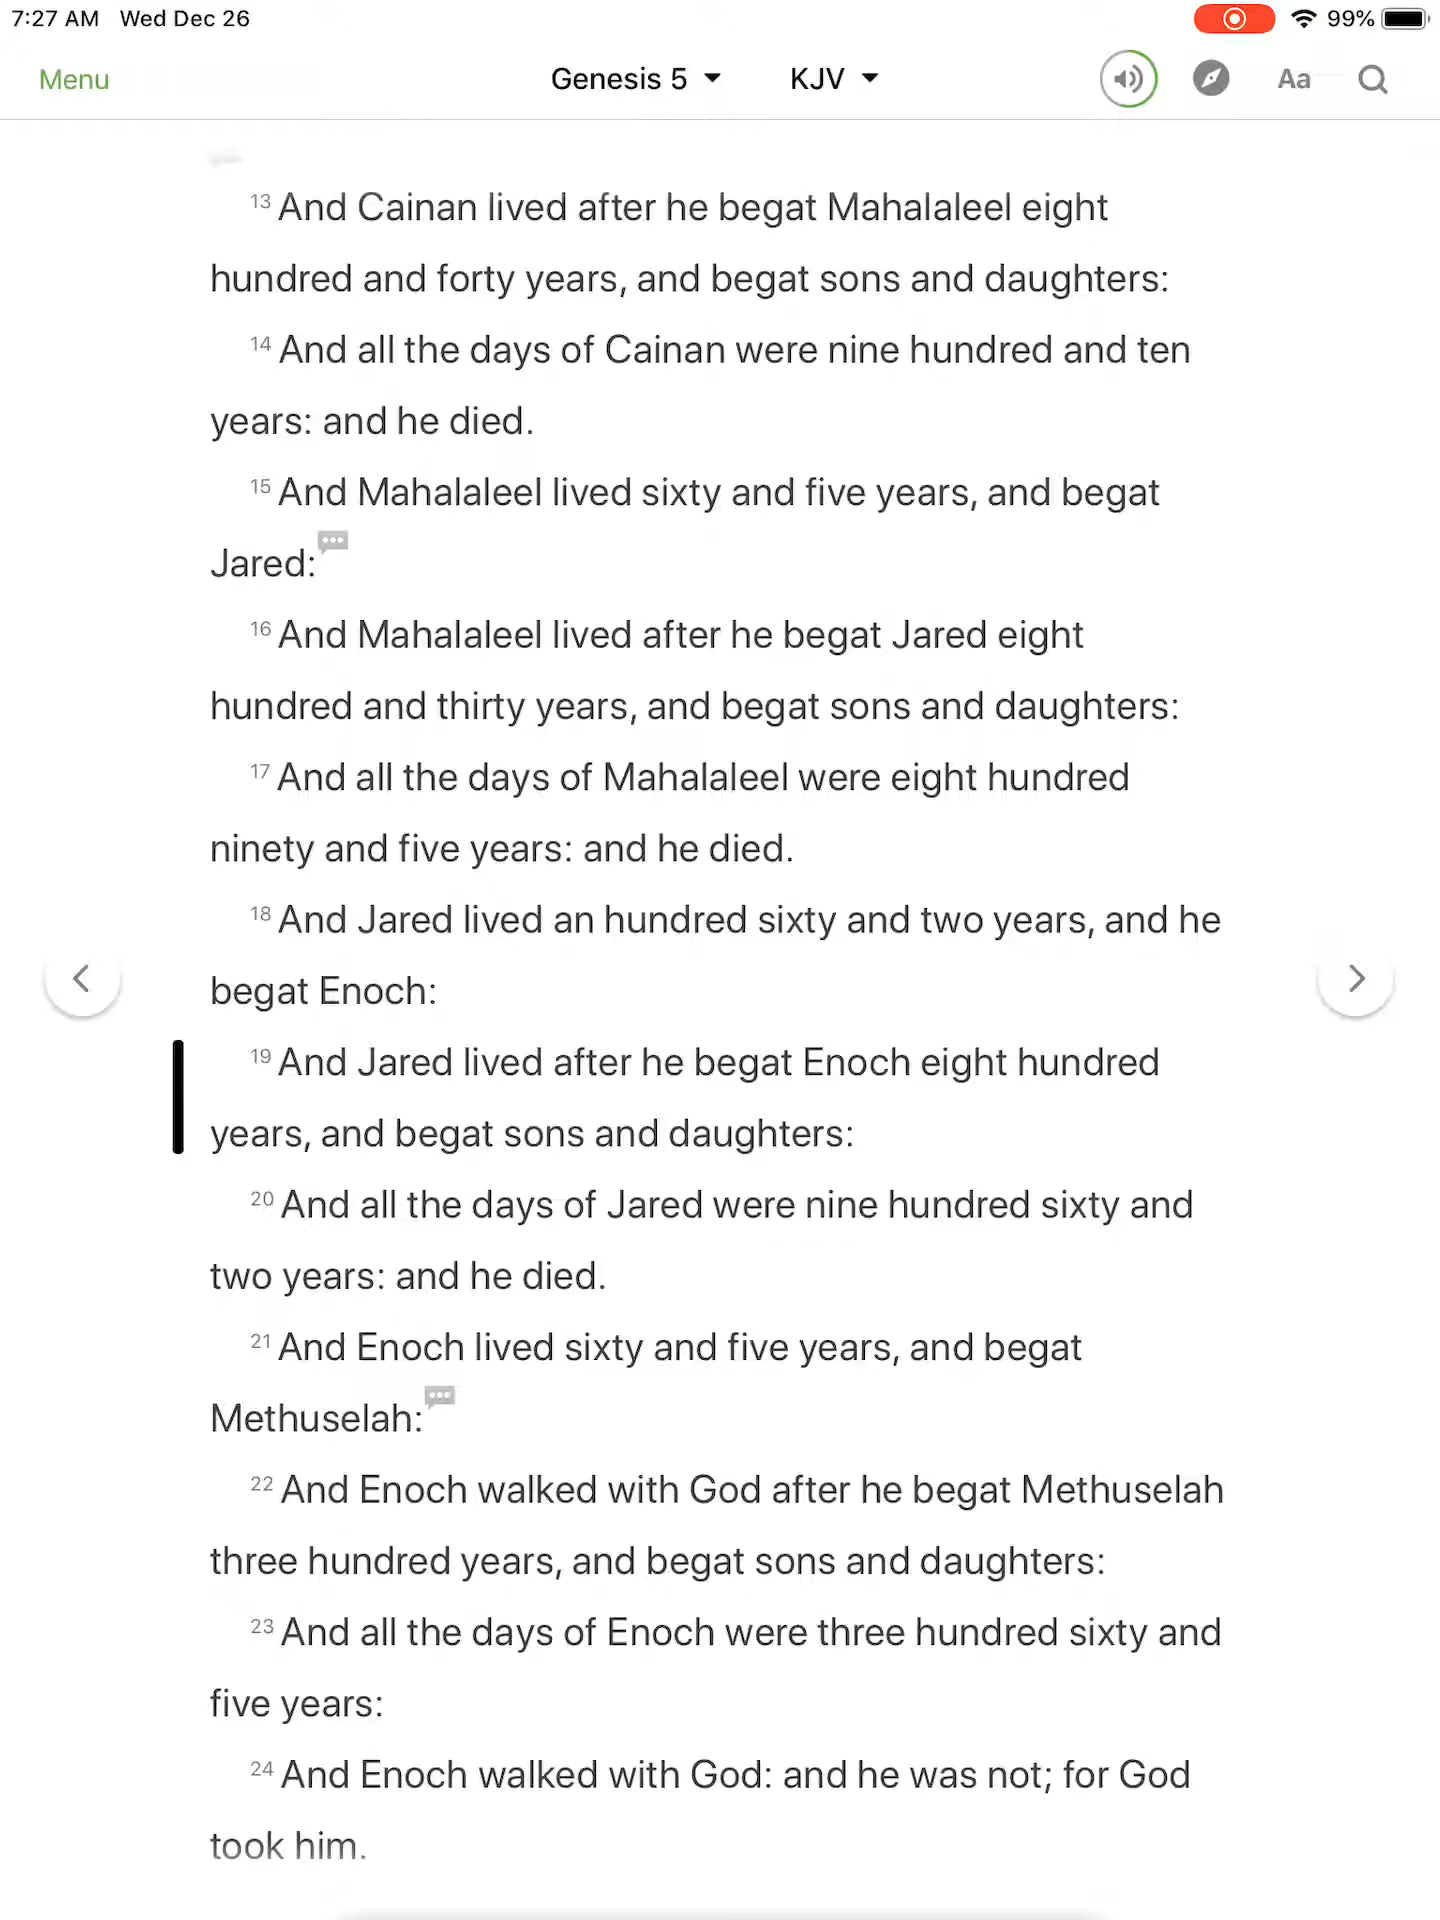 7:27 AM Wed Dec 26 99%
Menu Genesis 5 KJV Aa
13 And Cainan lived after he begat Mahalaleel eight
hundred and forty years, and begat sons and daughters:
14 And all the days of Cainan were nine hundred and ten
years: and he died.
15 And Mahalaleel lived sixty and five years, and begat
Jared:
16 And Mahalaleel lived after he begat Jared eight
hundred and thirty years, and begat sons and daughters:
17 And all the days of Mahalaleel were eight hundred
ninety and five years: and he died.
18 And Jared lived an hundred sixty and two years, and he
begat Enoch:
19 And Jared lived after he begat Enoch eight hundred
years, and begat sons and daughters:
20 And all the days of Jared were nine hundred sixty and
two years: and he died.
21 And Enoch lived sixty and five years, and begat
Methuselah:
22 And Enoch walked with God after he begat Methuselah
three hundred years, and begat sons and daughters:
23 And all the days of Enoch were three hundred sixty and
five years:
24 And Enoch walked with God: and he was not; for God
took him.